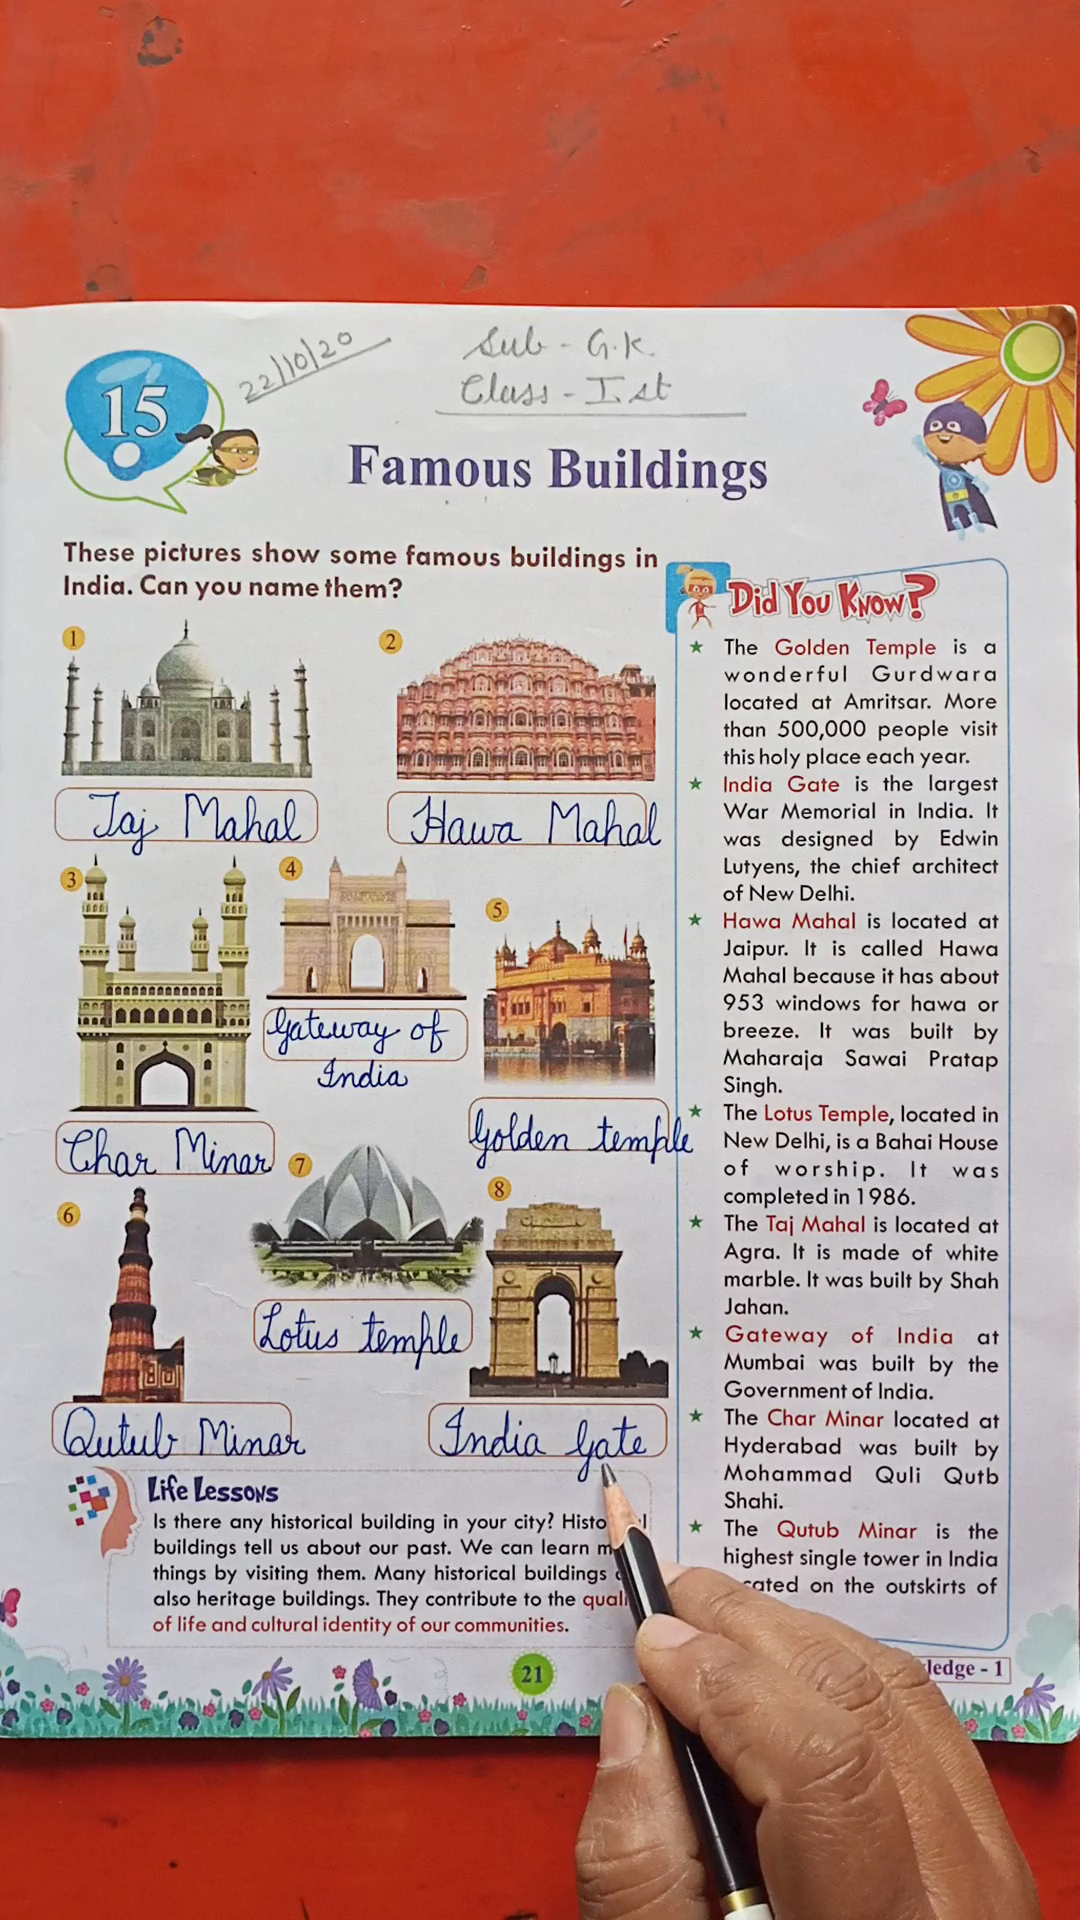 22/10/20
Sub - G.K.
Class - Ist
15
Famous Buildings
These pictures show some famous buildings in
India. Can you name them?
1
2
Taj Mahal
Hawa Mahal
3
4
5
Gateway of
India
Char Minar
Golden temple
6
7
8
Lotus temple
Qutub Minar
India Gate
Life Lessons
Is there any historical building in your city?
buildings tell us about our past. We can learn
things by visiting them. Many historical buildings
also heritage buildings. They contribute to the
of life and cultural identity of our communities.
Did You Know?
The Golden Temple is a
wonderful Gurdwara
located at Amritsar. More
than 500,000 people visit
this holy place each year.
India Gate is the largest
War Memorial in India. It
was designed by Edwin
Lutyens, the chief architect
of New Delhi.
Hawa Mahal is located at
Jaipur. It is called Hawa
Mahal because it has about
953 windows for hawa or
breeze. It was built by
Maharaja Sawai Pratap
Singh.
The Lotus Temple, located in
New Delhi, is a Bahai House
of worship. It was
completed in 1986.
The Taj Mahal is located at
Agra. It is made of white
marble. It was built by Shah
Jahan.
Gateway of India at
Mumbai was built by the
Government of India.
The Char Minar located at
Hyderabad was built by
Mohammad Quli Qutb
Shahi.
The Qutub Minar is the
highest single tower in India
on the outskirts of
21
- 1